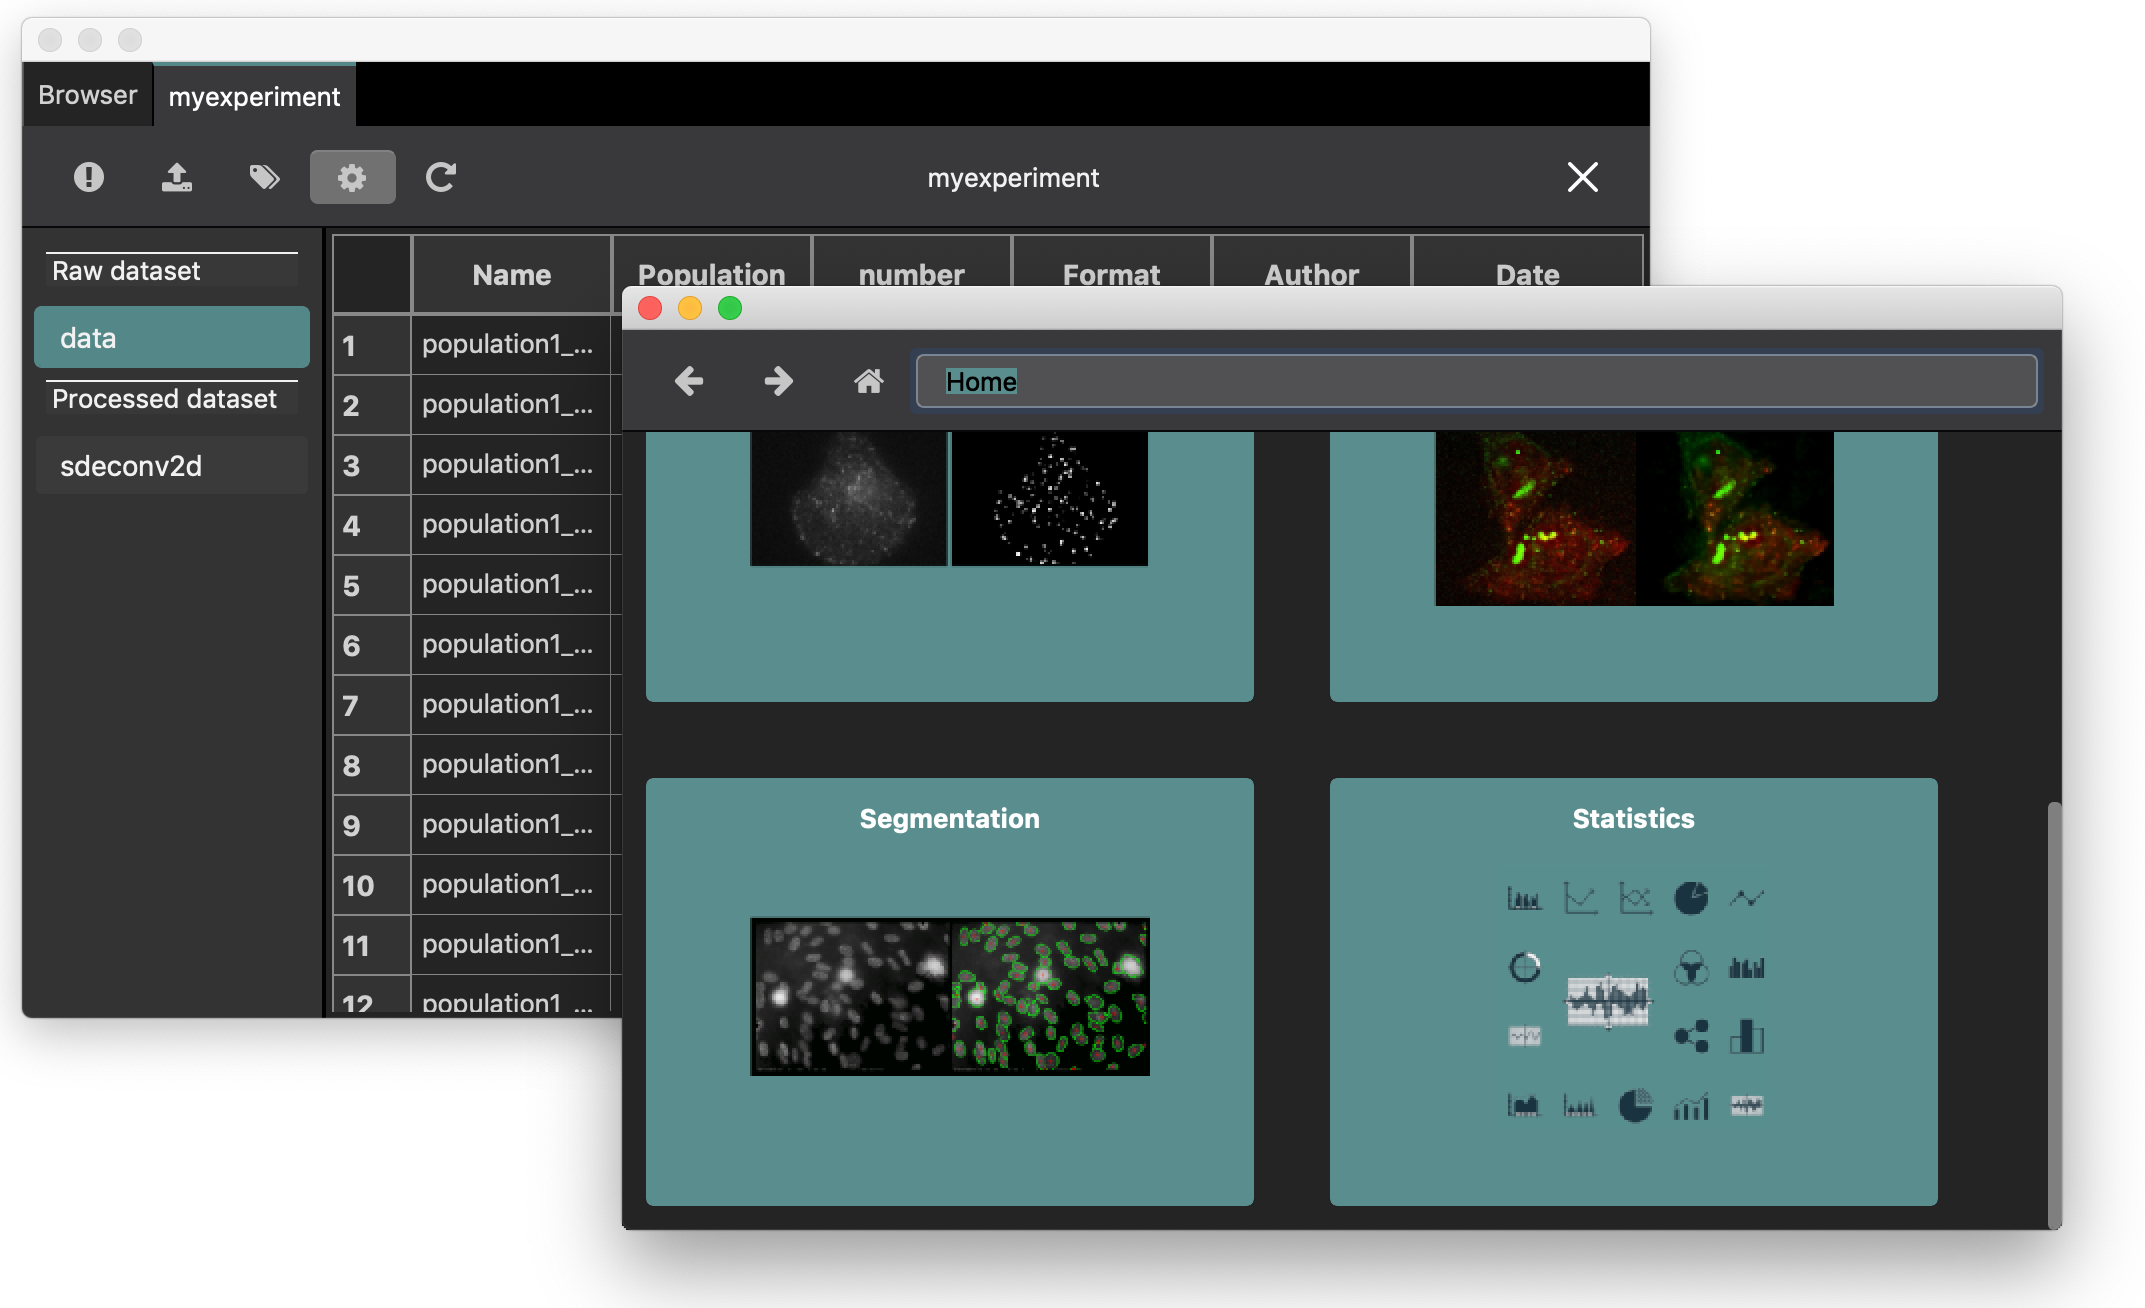 Browser
myexperiment
myexperiment
Raw dataset
data
Processed dataset
sdeconv2d
Name Population number Format Author Date
1 population1_...
2 population1_...
3 population1_...
4 population1_...
5 population1_...
6 population1_...
7 population1_...
8 population1_...
9 population1_...
10 population1_...
11 population1_...
12 population1_...
Home
Segmentation
Statistics